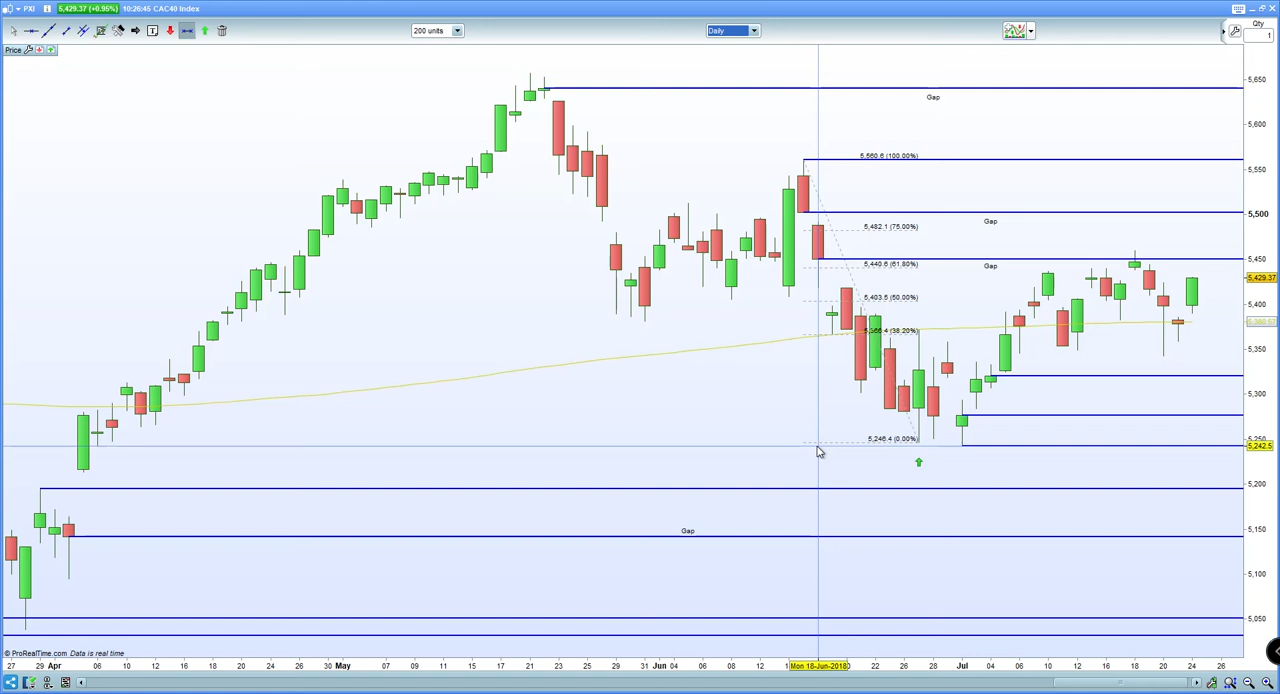 PXI 5,429.37 (+0.95%) 10:26:45 CAC40 Index
200 units
Daily
Qty
1
Price
5,650
Gap
5,600
5,560.6 (100.00%)
5,550
5,500
Gap
5,482.1 (75.00%)
5,450
5,440.6 (61.80%)
Gap
5,429.37
5,403.5 (50.00%)
5,400
5,366.4 (38.20%)
5,350
5,300
5,250
5,246.4 (0.00%)
5,242.5
5,200
Gap
5,150
5,100
5,050
© ProRealTime.com Data is real time
27 29 Apr 06 10 12 16 18 20 24 26 30 May 03 07 09 11 15 17 21 23 25 29 31 Jun 04 06 08 12 Mon 18-Jun-2018 22 26 28 Jul 04 06 10 12 16 18 20 24 26